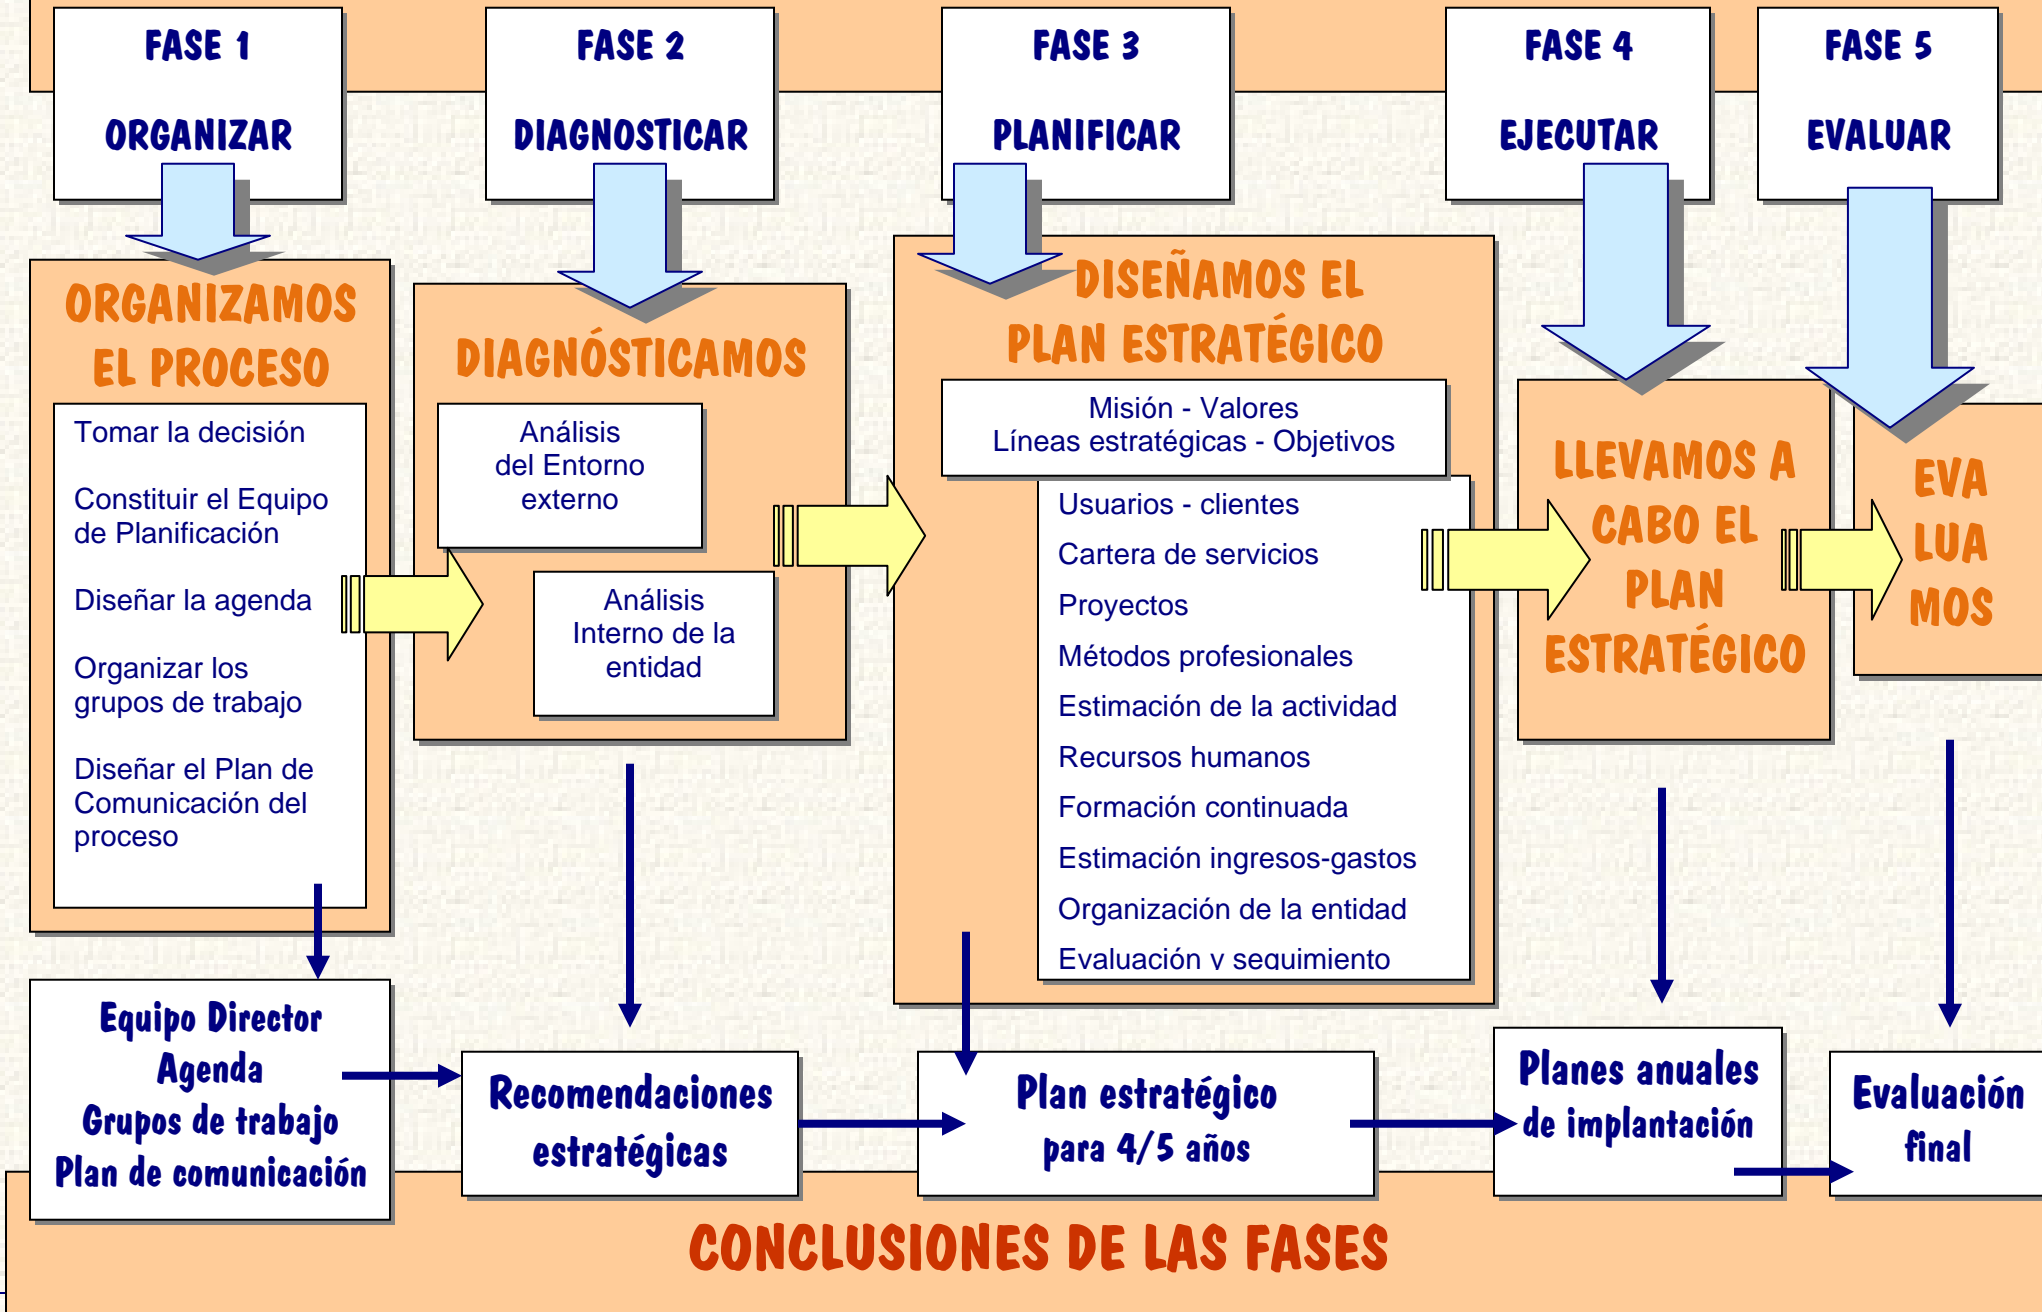 FASE 1
ORGANIZAR
FASE 2
DIAGNOSTICAR
FASE 3
PLANIFICAR
FASE 4
EJECUTAR
FASE 5
EVALUAR
ORGANIZAMOS
EL PROCESO
Tomar la decisión
Constituir el Equipo
de Planificación
Diseñar la agenda
Organizar los
grupos de trabajo
Diseñar el Plan de
Comunicación del
proceso
DIAGNÓSTICAMOS
Análisis
del Entorno
externo
Análisis
Interno de la
entidad
DISEÑAMOS EL
PLAN ESTRATÉGICO
Misión - Valores
Líneas estratégicas - Objetivos
Usuarios - clientes
Cartera de servicios
Proyectos
Métodos profesionales
Estimación de la actividad
Recursos humanos
Formación continuada
Estimación ingresos-gastos
Organización de la entidad
Evaluación y seguimiento
LLEVAMOS A
CABO EL
PLAN
ESTRATÉGICO
EVA
LUA
MOS
Equipo Director
Agenda
Grupos de trabajo
Plan de comunicación
Recomendaciones
estratégicas
Plan estratégico
para 4/5 años
Planes anuales
de implantación
Evaluación
final
CONCLUSIONES DE LAS FASES